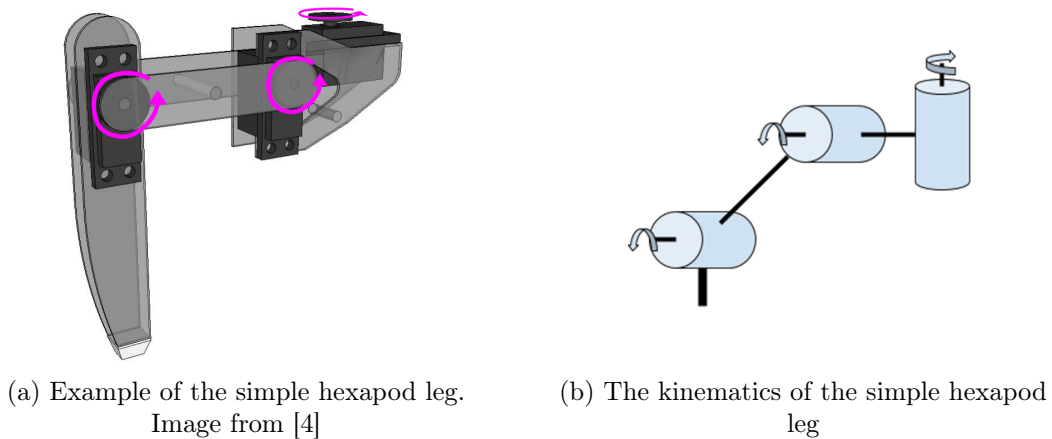 (a) Example of the simple hexapod leg.
Image from [4]
(b) The kinematics of the simple hexapod
leg